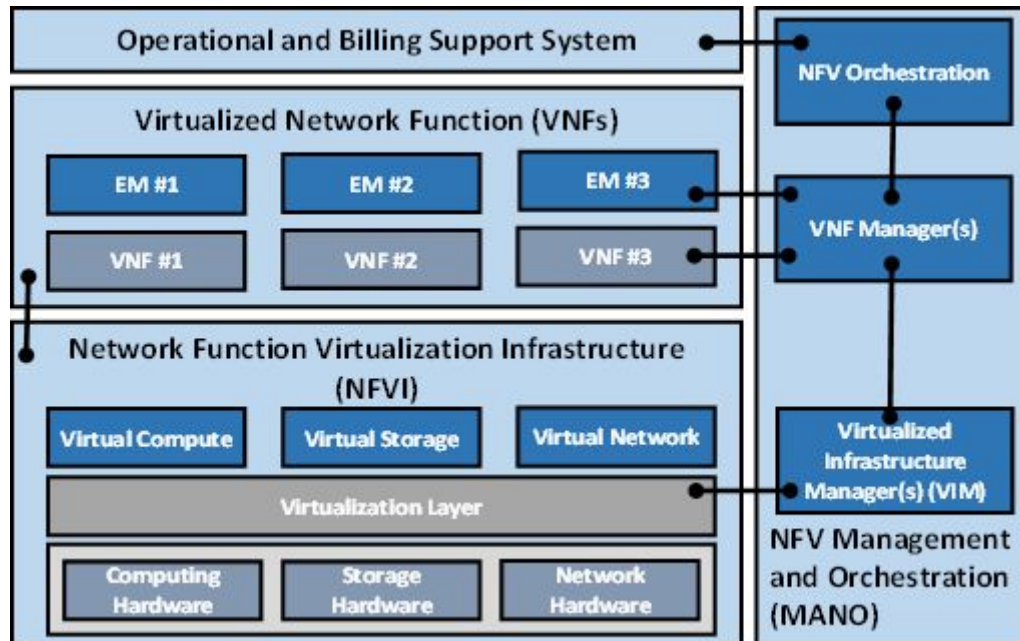 Operational and Billing Support System
Virtualized Network Function (VNFs)
EM #1
EM #2
EM #3
VNF #1
VNF #2
VNF #3
Network Function Virtualization Infrastructure
(NFVI)
Virtual Compute
Virtual Storage
Virtual Network
Virtualization Layer
Computing
Hardware
Storage
Hardware
Network
Hardware
NFV Orchestration
VNF Manager(s)
Virtualized
Infrastructure
Manager(s) (VIM)
NFV Management
and Orchestration
(MANO)